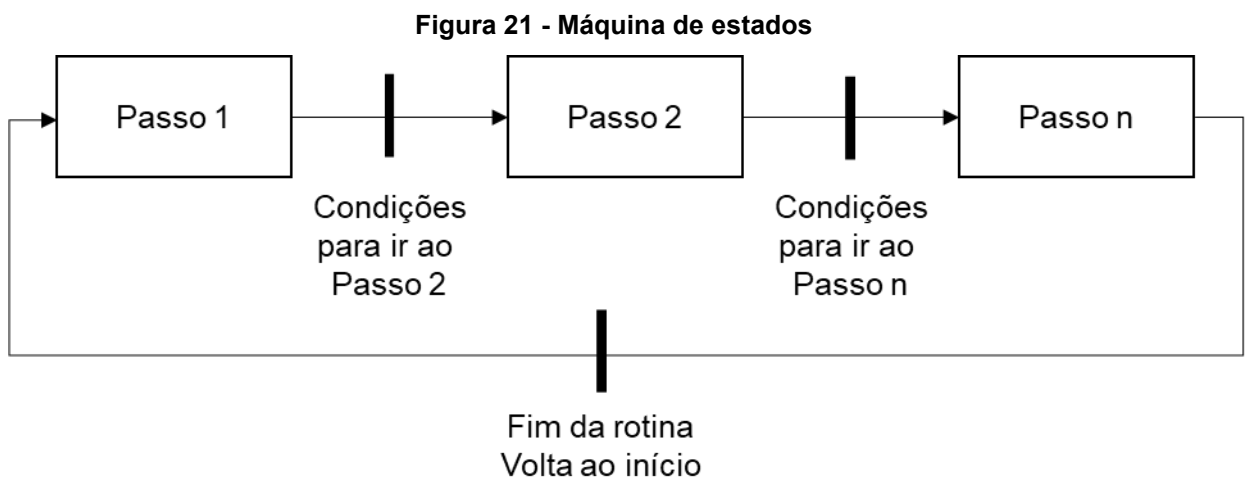 Figura 21 - Máquina de estados
Passo 1
Passo 2
Passo n
Condições
para ir ao
Passo 2
Condições
para ir ao
Passo n
Fim da rotina
Volta ao início